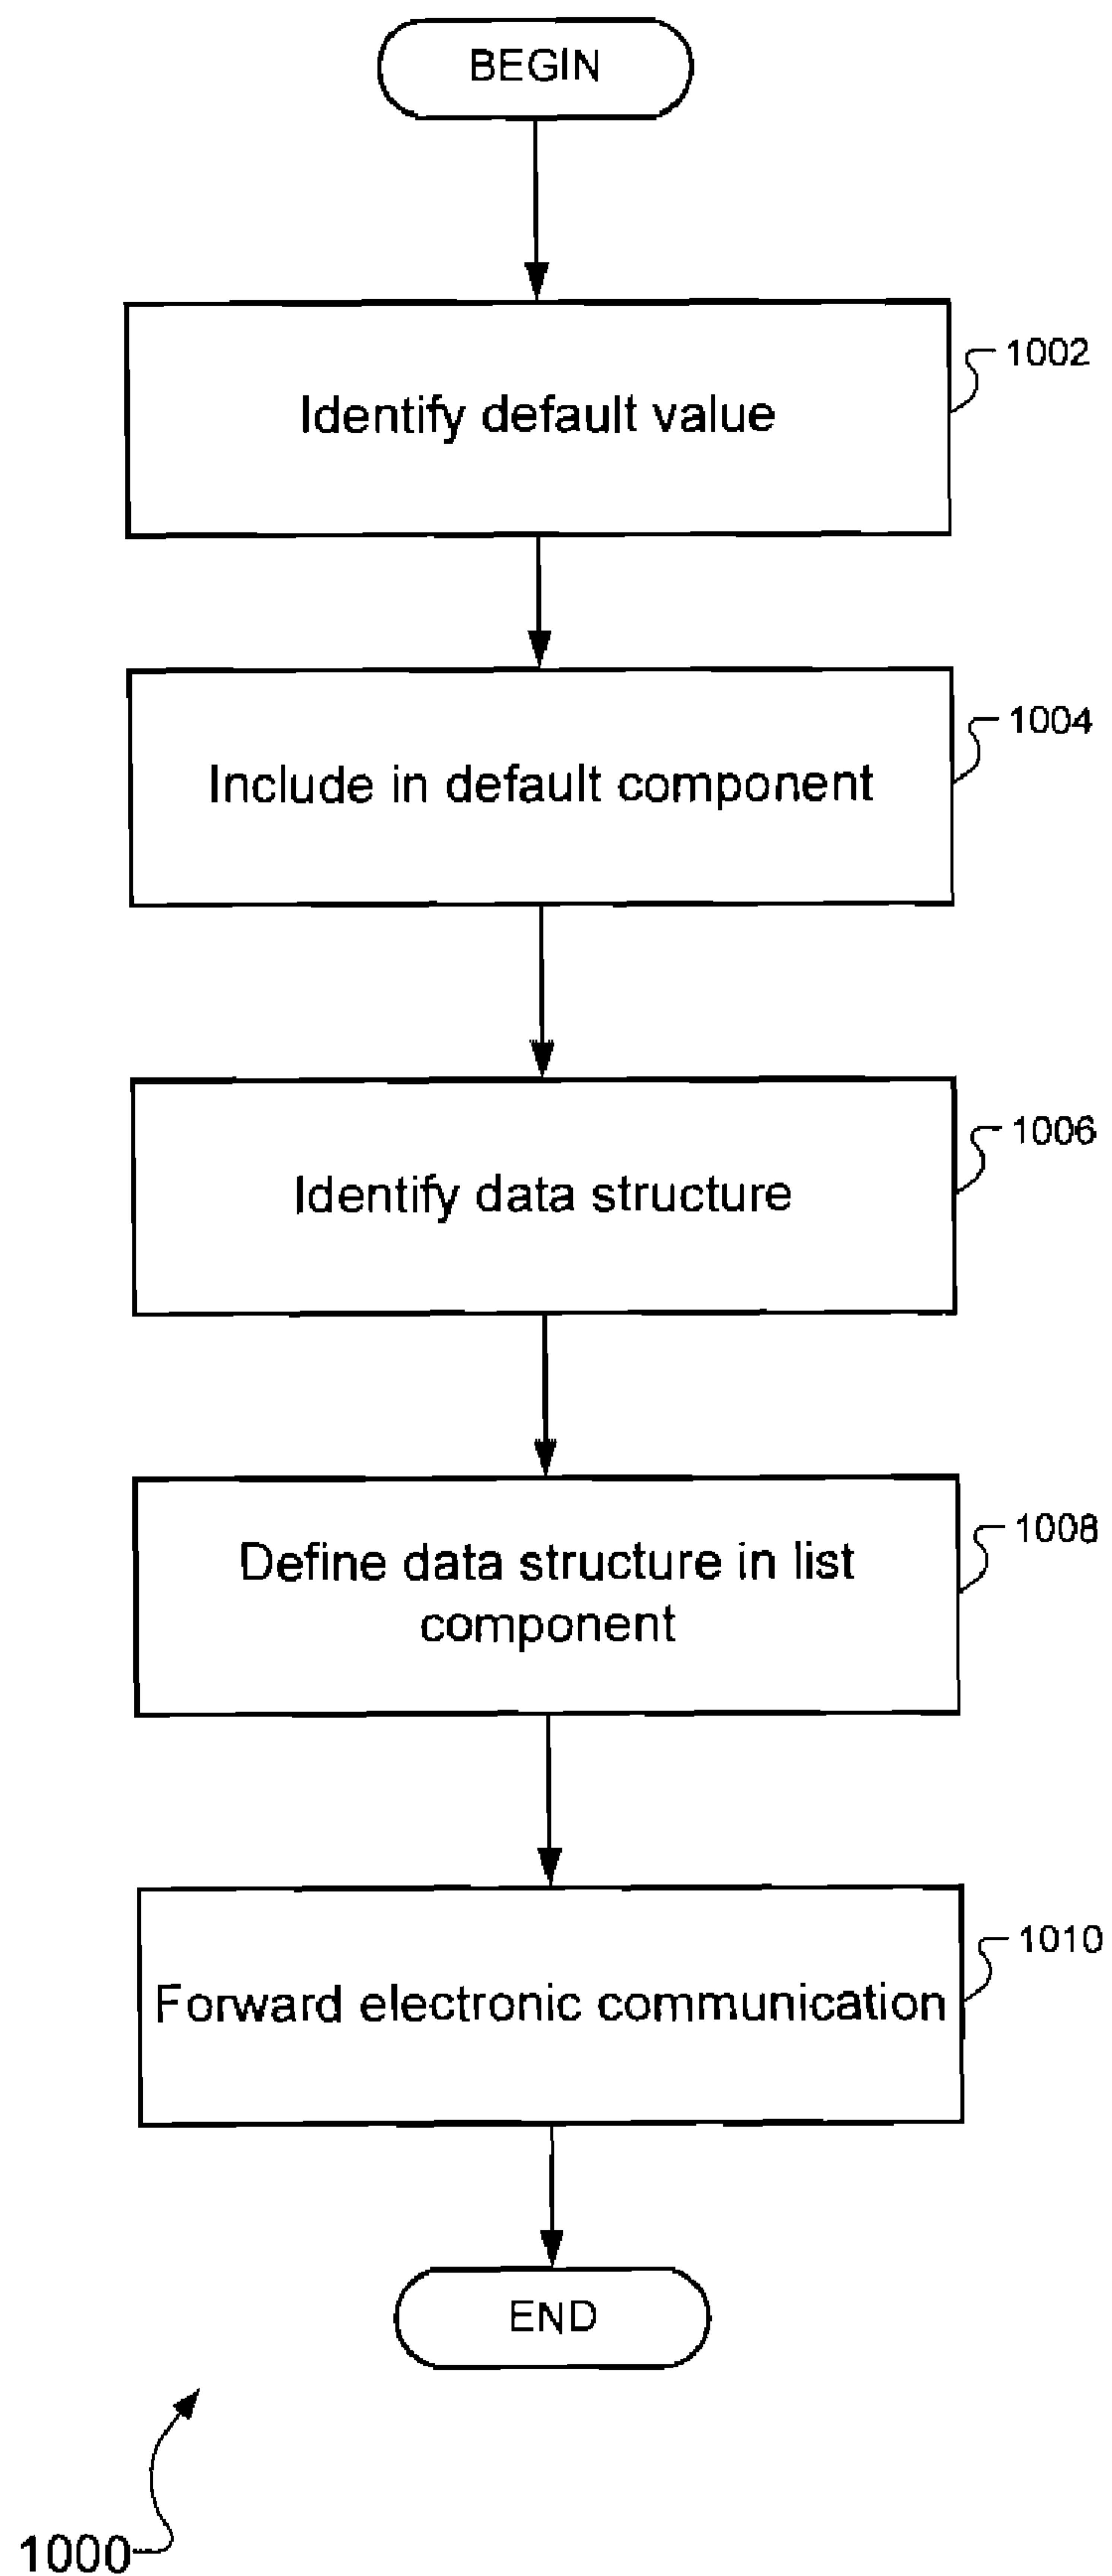 BEGIN
Identify default value
1002
Include in default component
1004
Identify data structure
1006
Define data structure in list
component
1008
Forward electronic communication
1010
END
1000